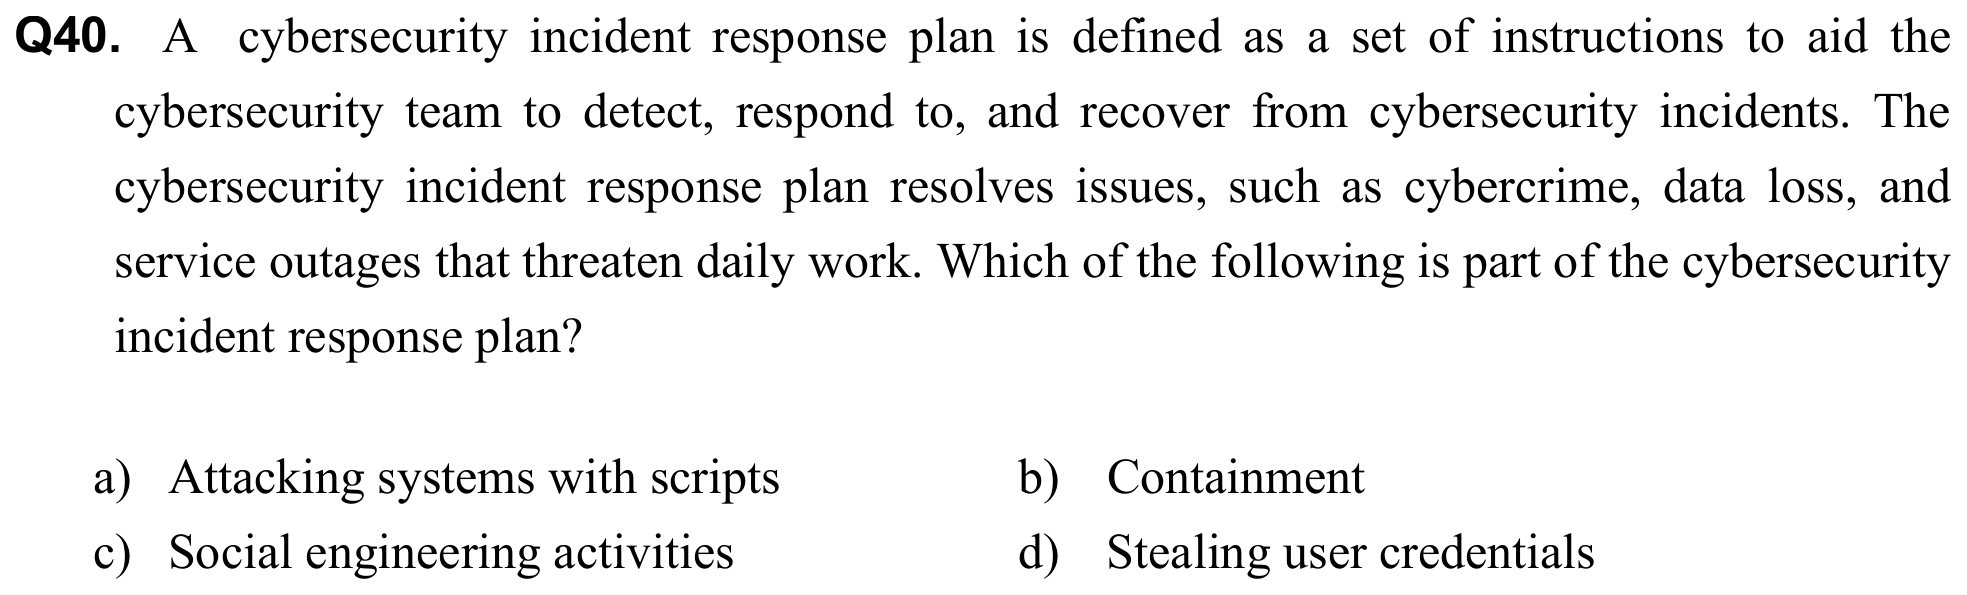 Q40. A cybersecurity incident response plan is defined as a set of instructions to aid the
cybersecurity team to detect, respond to, and recover from cybersecurity incidents. The
cybersecurity incident response plan resolves issues, such as cybercrime, data loss, and
service outages that threaten daily work. Which of the following is part of the cybersecurity
incident response plan?
a) Attacking systems with scripts b) Containment
c) Social engineering activities d) Stealing user credentials